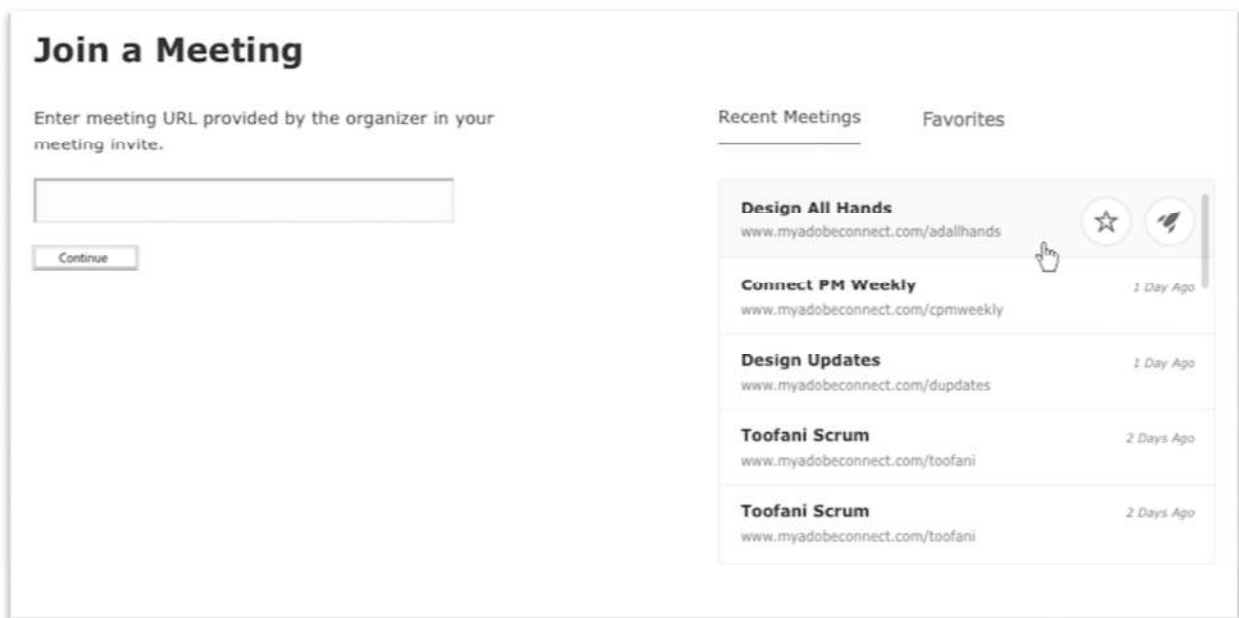 Join a Meeting
Enter meeting URL provided by the organizer in your
meeting invite.
Continue
Recent Meetings
Favorites
Design All Hands
www.myadobeconnect.com/adallhands
Connect PM Weekly
1 Day Ago
www.myadobeconnect.com/cpmweekly
Design Updates
1 Day Ago
www.myadobeconnect.com/dupdates
Toofani Scrum
2 Days Ago
www.myadobeconnect.com/toofani
Toofani Scrum
2 Days Ago
www.myadobeconnect.com/toofani